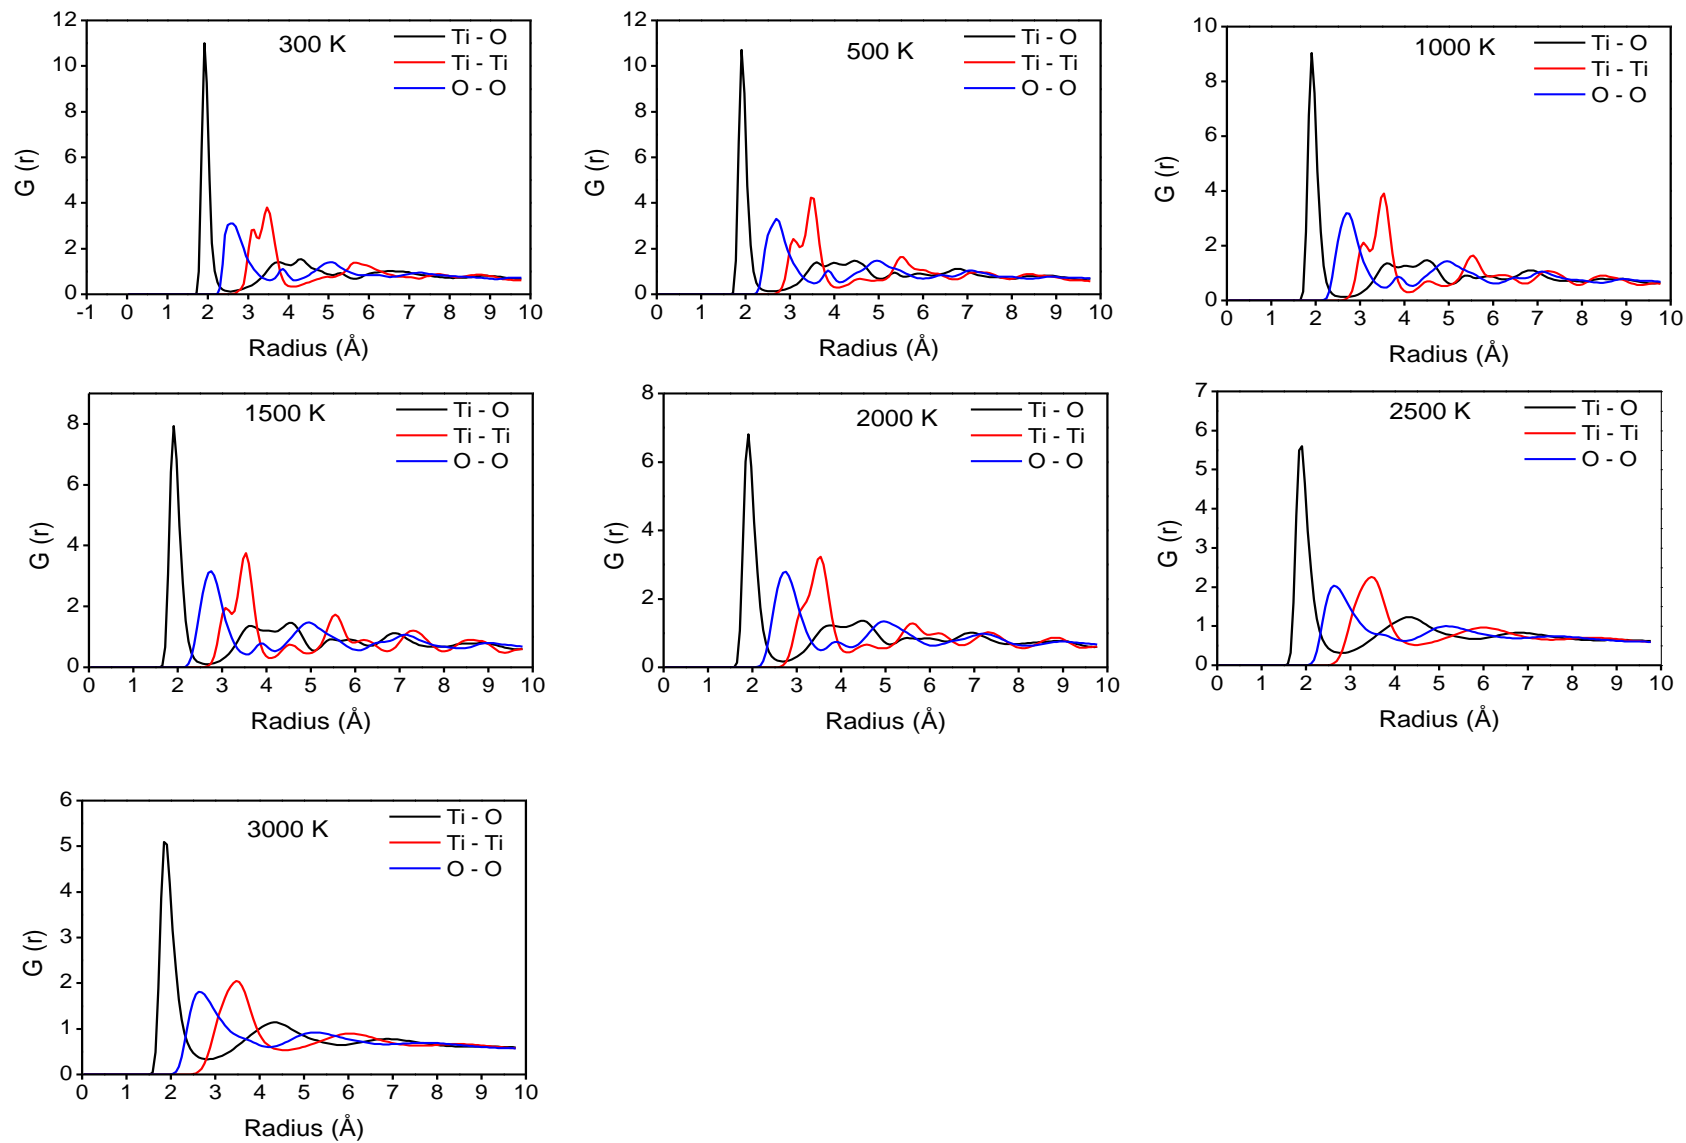 300 K
Ti - O
Ti - Ti
O - O
12
10
8
6
4
2
0
G (r)
-1 0 1 2 3 4 5 6 7 8 9 10
Radius (Å)
500 K
Ti - O
Ti - Ti
O - O
12
10
8
6
4
2
0
G (r)
0 1 2 3 4 5 6 7 8 9 10
Radius (Å)
1000 K
Ti - O
Ti - Ti
O - O
10
8
6
4
2
0
G (r)
0 1 2 3 4 5 6 7 8 9 10
Radius (Å)
1500 K
Ti - O
Ti - Ti
O - O
8
6
4
2
0
G (r)
0 1 2 3 4 5 6 7 8 9 10
Radius (Å)
2000 K
Ti - O
Ti - Ti
O - O
8
6
4
2
0
G (r)
0 1 2 3 4 5 6 7 8 9 10
Radius (Å)
2500 K
Ti - O
Ti - Ti
O - O
7
6
5
4
3
2
1
0
G (r)
0 1 2 3 4 5 6 7 8 9 10
Radius (Å)
3000 K
Ti - O
Ti - Ti
O - O
6
5
4
3
2
1
0
G (r)
0 1 2 3 4 5 6 7 8 9 10
Radius (Å)